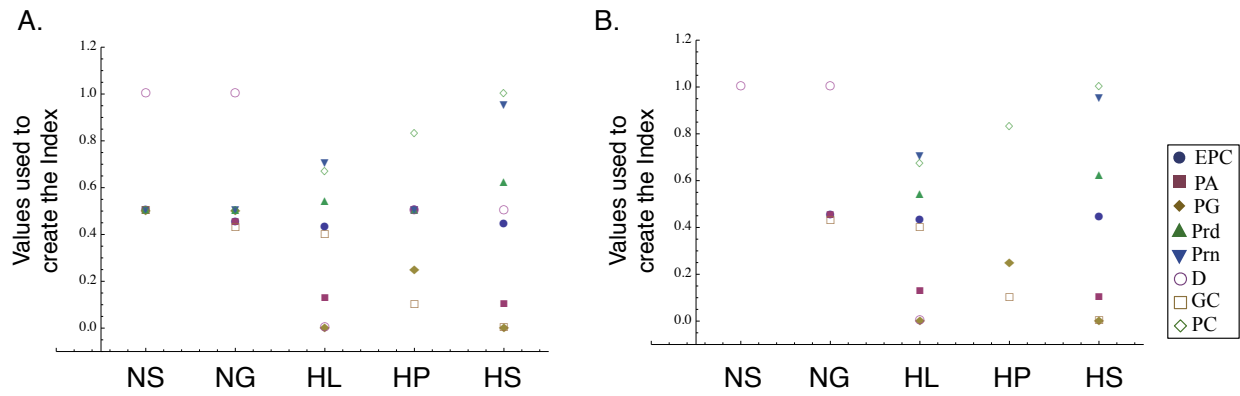 A.
Values used to
create the Index
1.2
1.0
0.8
0.6
0.4
0.2
0.0
NS NG HL HP HS
B.
Values used to
create the Index
1.2
1.0
0.8
0.6
0.4
0.2
0.0
NS NG HL HP HS
EPC
PA
PG
Prd
Prn
D
GC
PC